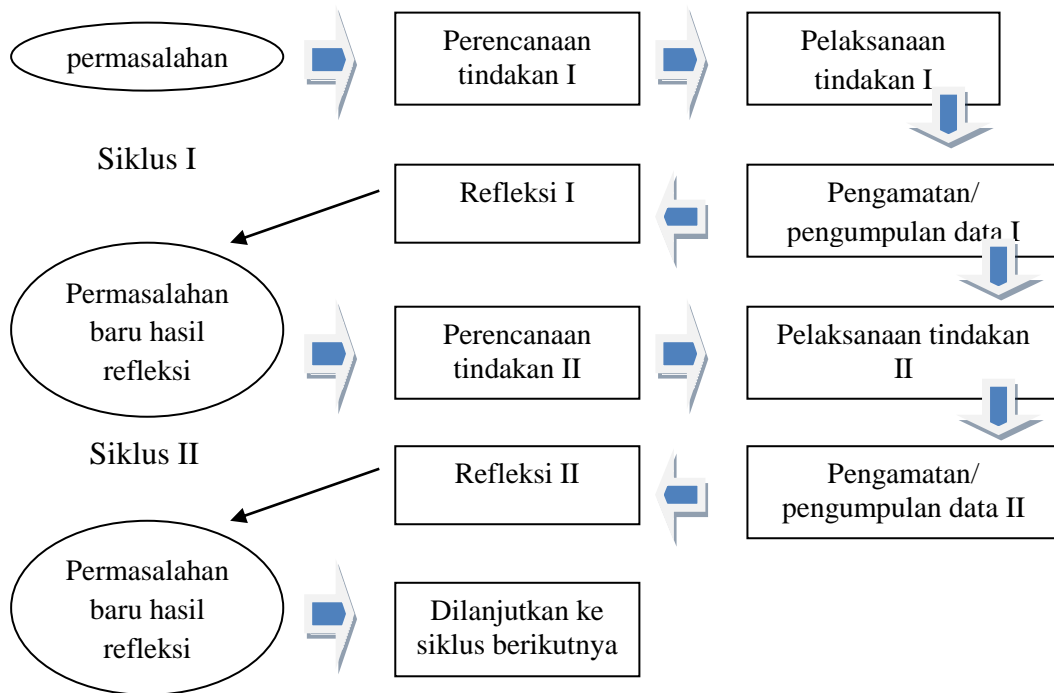 permasalahan
Perencanaan
tindakan I
Pelaksanaan
tindakan I
Siklus I
Refleksi I
Pengamatan/
pengumpulan data I
Permasalahan
baru hasil
refleksi
Perencanaan
tindakan II
Pelaksanaan tindakan
II
Siklus II
Refleksi II
Pengamatan/
pengumpulan data II
Permasalahan
baru hasil
refleksi
Dilanjutkan ke
siklus berikutnya